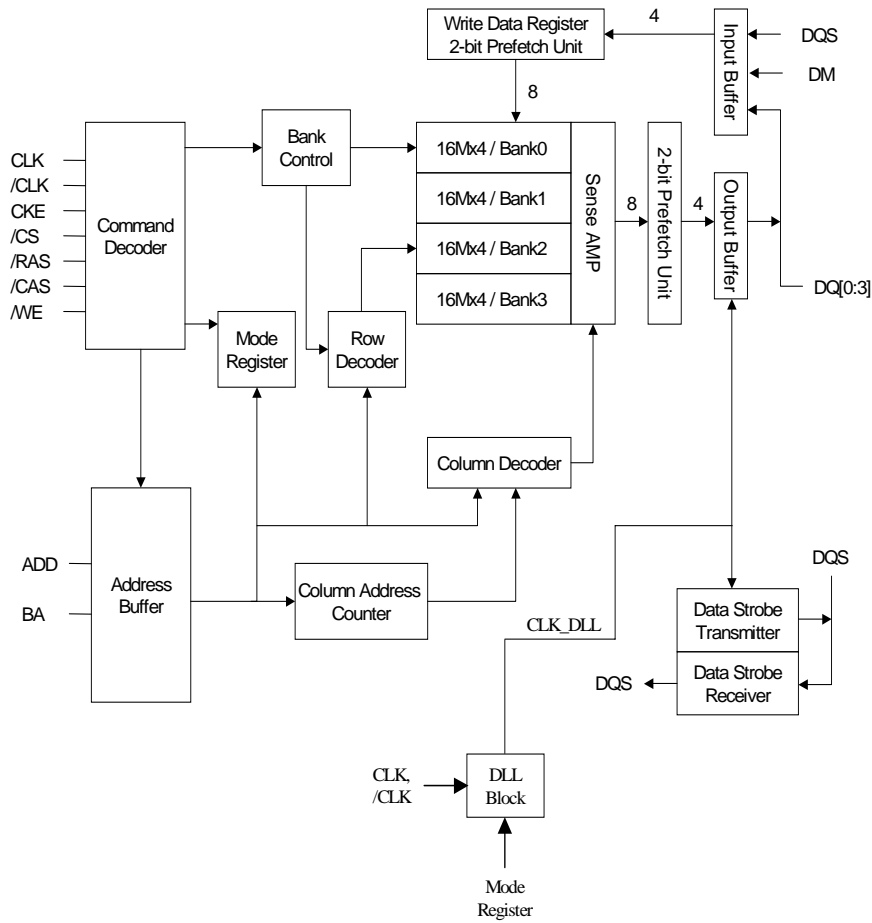 Write Data Register
2-bit Prefetch Unit
4
Input Buffer
DQS
DM
8
Bank
Control
16Mx4 / Bank0
16Mx4 / Bank1
16Mx4 / Bank2
16Mx4 / Bank3
Sense AMP
8
2-bit Prefetch Unit
4
Output Buffer
DQ[0:3]
CLK
/CLK
CKE
/CS
/RAS
/CAS
/WE
Command
Decoder
Mode
Register
Row
Decoder
Column Decoder
ADD
BA
Address
Buffer
Column Address
Counter
CLK_DLL
DQS
Data Strobe
Transmitter
Data Strobe
Receiver
DQS
CLK,
/CLK
DLL
Block
Mode
Register